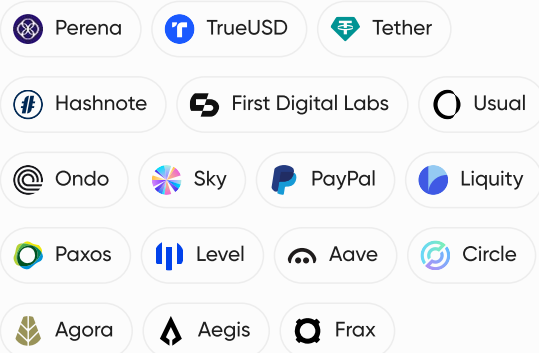 Perena TrueUSD Tether
Hashnote First Digital Labs Usual
Ondo Sky PayPal Liquity
Paxos Level Aave Circle
Agora Aegis Frax